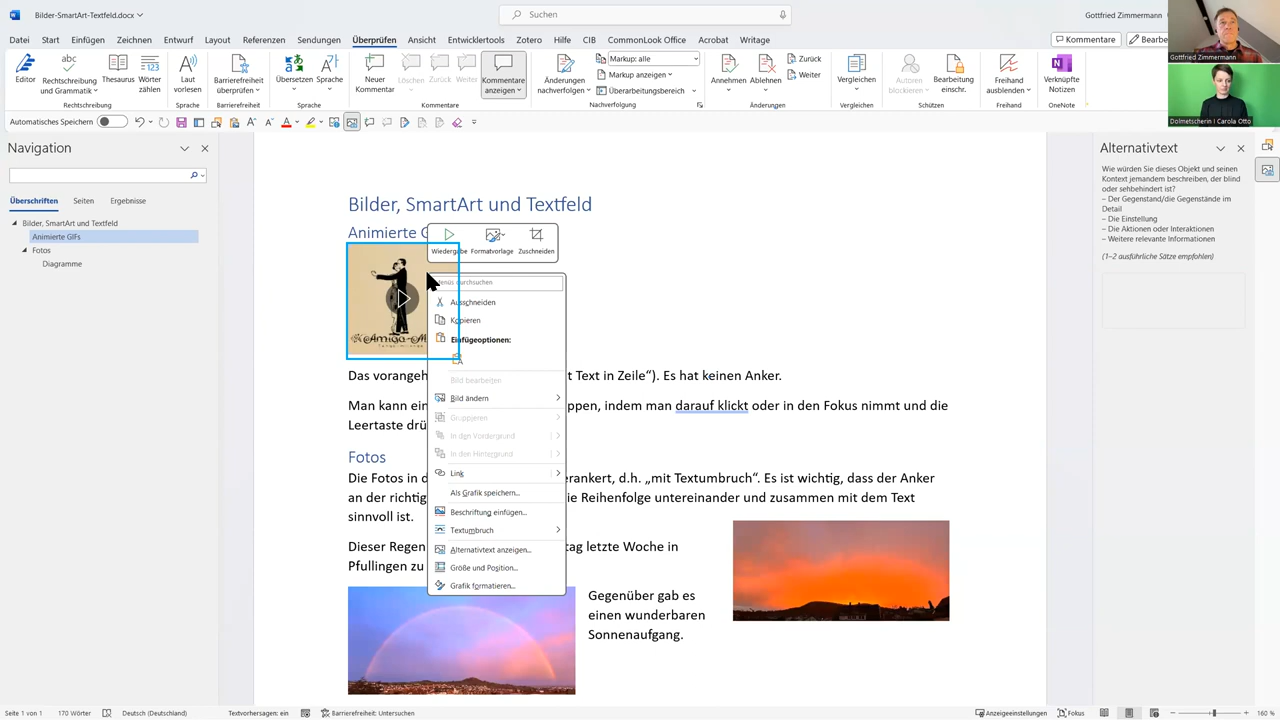 Bilder-SmartArt-Textfeld.docx
Suchen
Gottfried Zimmermann
Datei Start Einfügen Zeichnen Entwurf Layout Referenzen Sendungen Überprüfen Ansicht Entwicklertools Zotero Hilfe CIB CommonLook Office Acrobat Writage
Kommentare
Bearbe
Editor
Rechtschreibung und Grammatik
Thesaurus
Wörter zählen
Rechtschreibung
Laut vorlesen
Sprache
Barrierefreiheit überprüfen
Barrierefreiheit
Übersetzen
Sprache
Sprache
Neuer Kommentar
Löschen
Zurück
Weiter
Kommentare anzeigen
Kommentare
Änderungen nachverfolgen
Markup: alle
Markup anzeigen
Überarbeitungsbereich
Nachverfolgung
Annehmen
Ablehnen
Zurück
Weiter
Änderungen
Vergleichen
Vergleichen
Autoren blockieren
Bearbeitung einschr.
Schützen
Freihand ausblenden
Freihand
Verknüpfte Notizen
OneNote
Gottfried Zimmermann
Dolmetscherin I Carola Otto
Automatisches Speichern
Navigation
Überschriften Seiten Ergebnisse
Bilder, SmartArt und Textfeld
Animierte GIFs
Fotos
Diagramme
Bilder, SmartArt und Textfeld
Animierte G
Wiedergabe Formatvorlage Zuschneiden
enüs durchsuchen
Ausschneiden
Kopieren
Einfügeoptionen:
Bild bearbeiten
Bild ändern
Gruppieren
In den Vordergrund
In den Hintergrund
Link
Als Grafik speichern...
Beschriftung einfügen...
Textumbruch
Alternativtext anzeigen...
Größe und Position...
Grafik formatieren...
Das vorangeh t Text in Zeile“). Es hat keinen Anker.
Man kann ein ppen, indem man darauf klickt oder in den Fokus nimmt und die
Leertaste drü
Fotos
Die Fotos in d erankert, d.h. „mit Textumbruch“. Es ist wichtig, dass der Anker
an der richtig ie Reihenfolge untereinander und zusammen mit dem Text
sinnvoll ist.
Dieser Regen tag letzte Woche in
Pfullingen zu
Gegenüber gab es
einen wunderbaren
Sonnenaufgang.
Alternativtext
Wie würden Sie dieses Objekt und seinen
Kontext jemandem beschreiben, der blind
oder sehbehindert ist?
– Der Gegenstand/die Gegenstände im
Detail
– Die Einstellung
– Die Aktionen oder Interaktionen
– Weitere relevante Informationen
(1–2 ausführliche Sätze empfohlen)
Seite 1 von 1 170 Wörter Deutsch (Deutschland) Textvorhersagen: ein Barrierefreiheit: Untersuchen Anzeigeeinstellungen Fokus 160 %